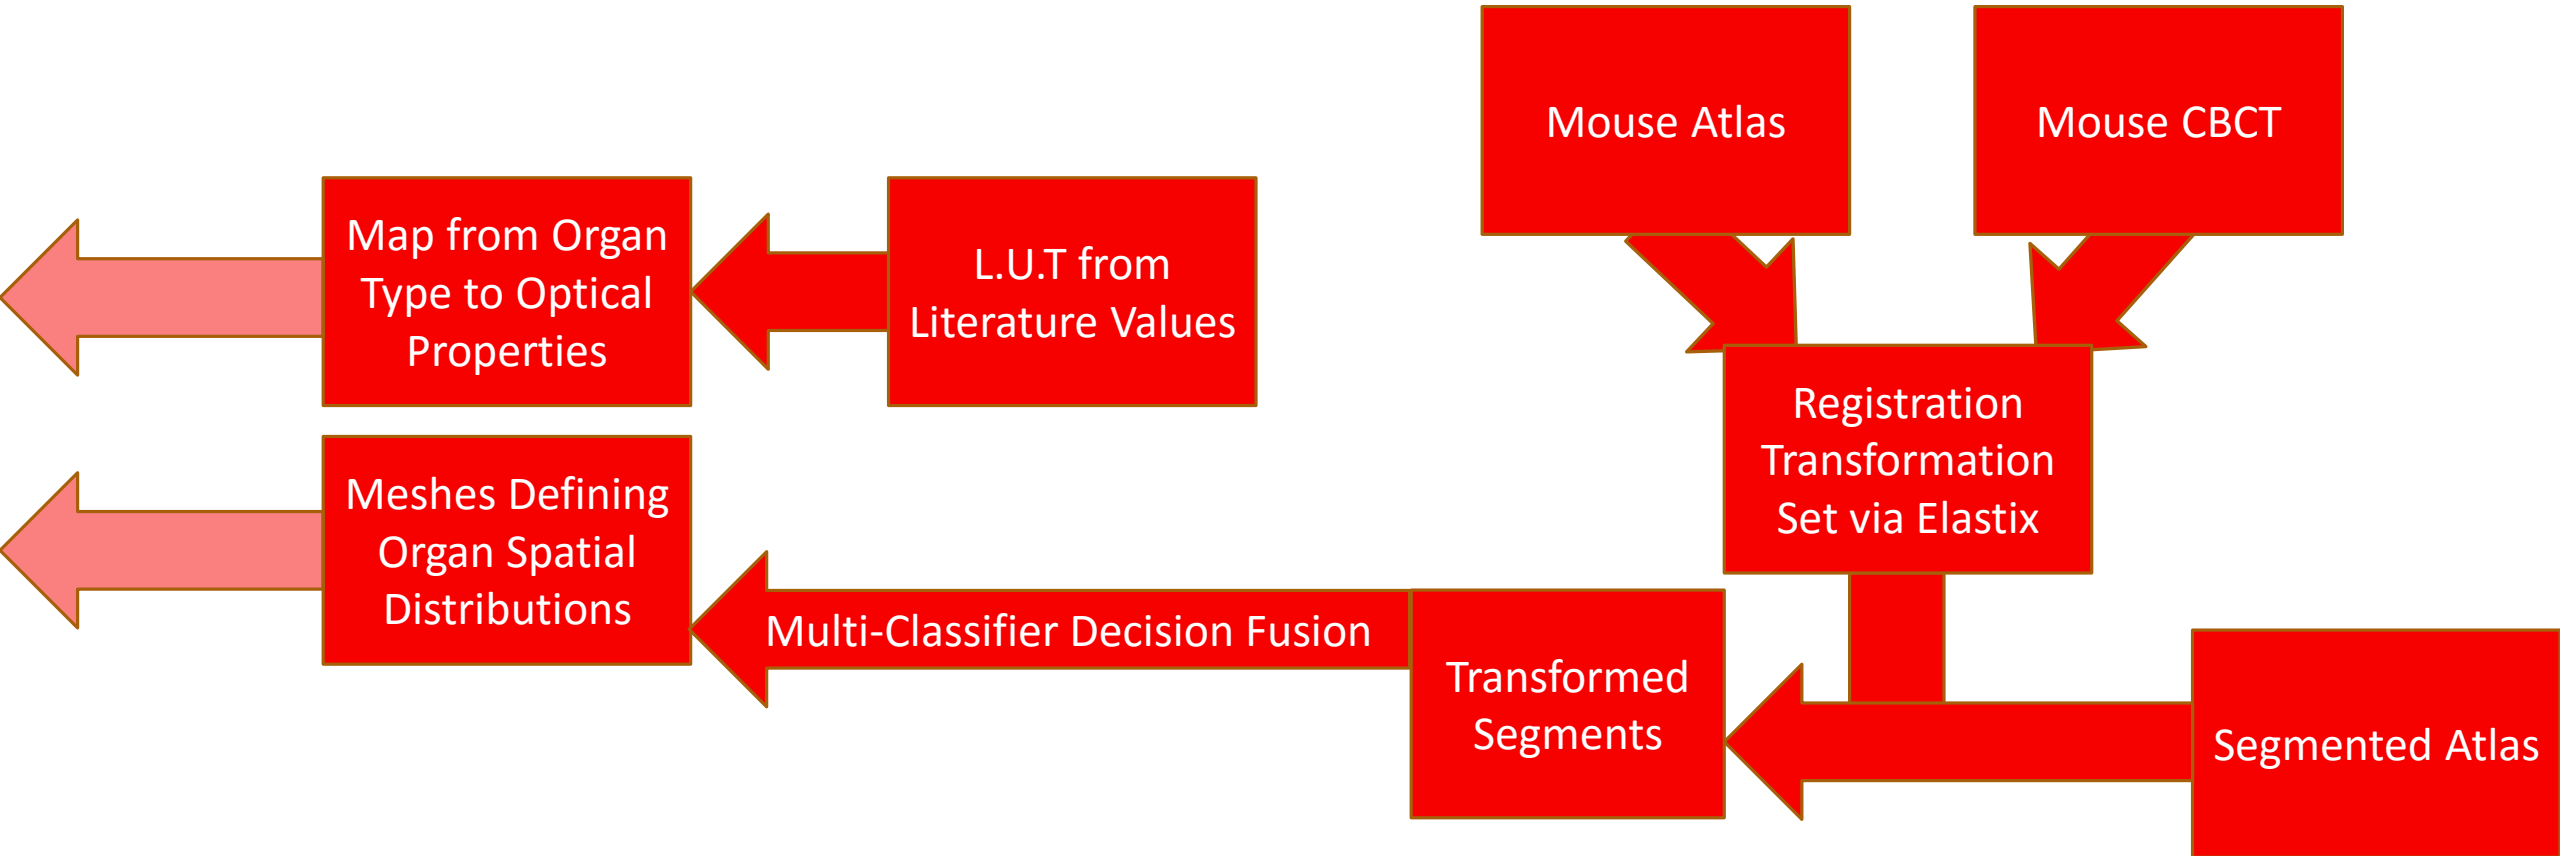 Mouse Atlas
Mouse CBCT
Map from Organ
Type to Optical
Properties
L.U.T from
Literature Values
Registration
Transformation
Set via Elastix
Meshes Defining
Organ Spatial
Distributions
Multi-Classifier Decision Fusion
Transformed
Segments
Segmented Atlas